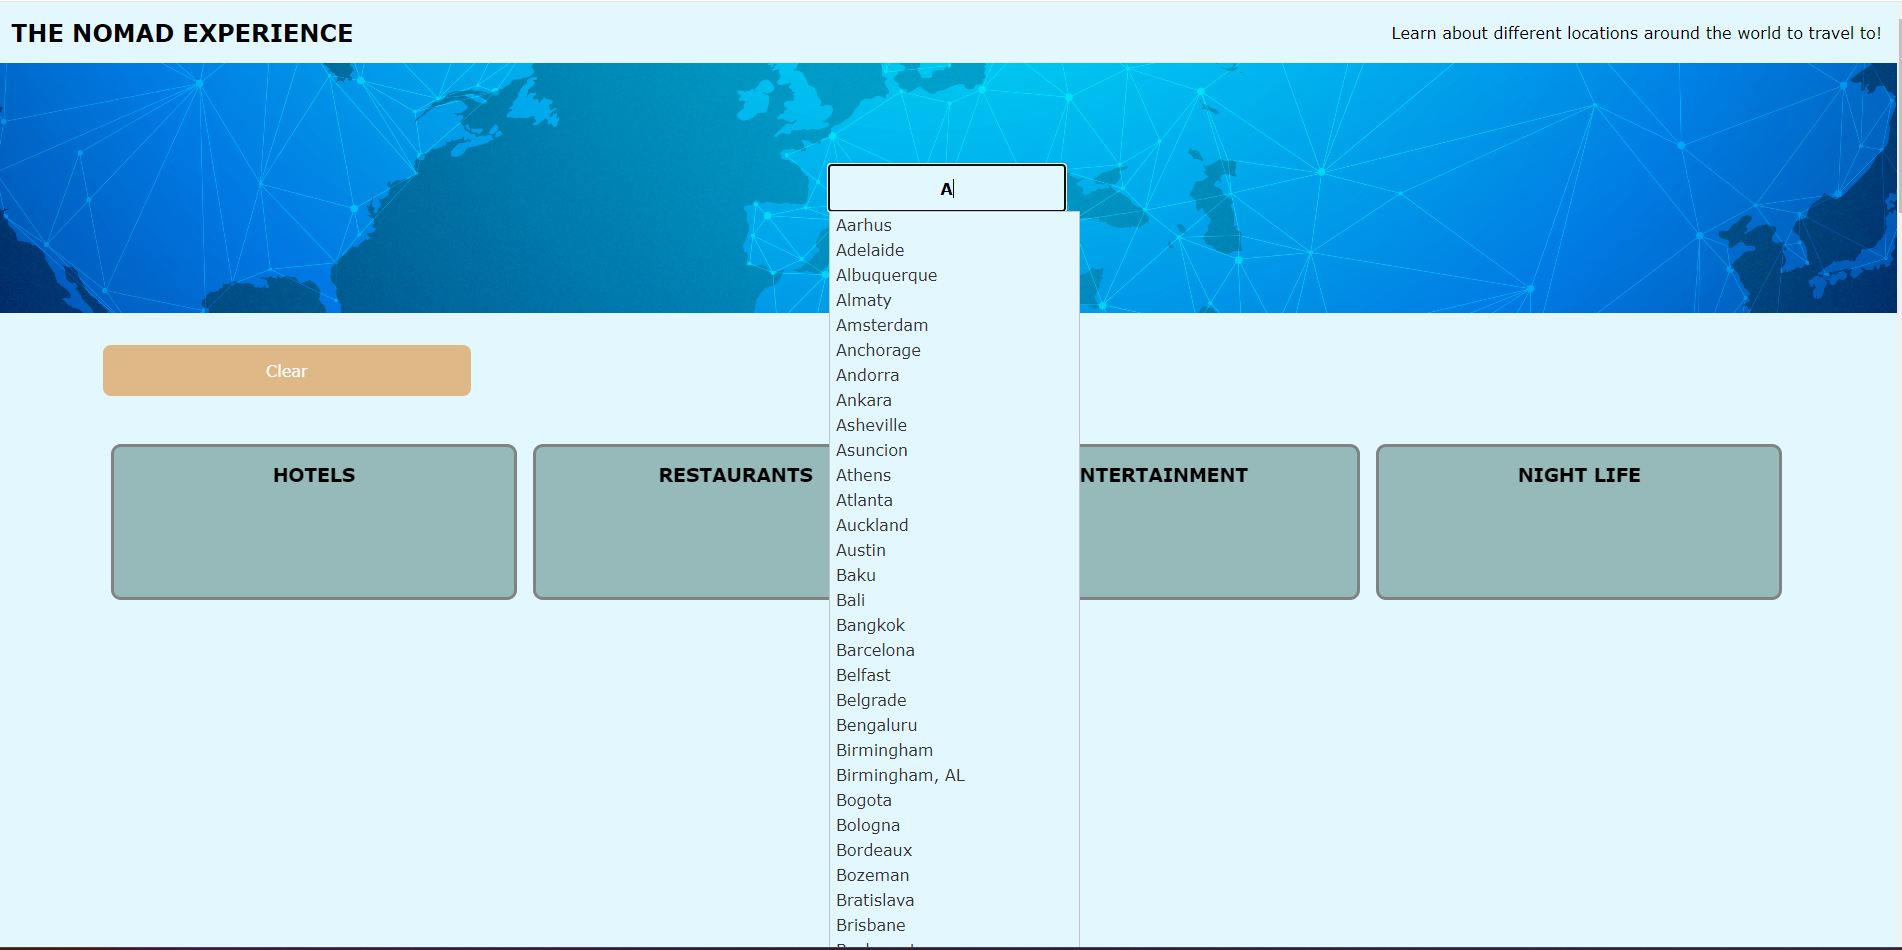 THE NOMAD EXPERIENCE
Learn about different locations around the world to travel to!
A
Aarhus
Adelaide
Albuquerque
Almaty
Amsterdam
Anchorage
Andorra
Ankara
Asheville
Asuncion
Athens
Atlanta
Auckland
Austin
Baku
Bali
Bangkok
Barcelona
Belfast
Belgrade
Bengaluru
Birmingham
Birmingham, AL
Bogota
Bologna
Bordeaux
Bozeman
Bratislava
Brisbane
Clear
HOTELS
RESTAURANTS
NTERTAINMENT
NIGHT LIFE